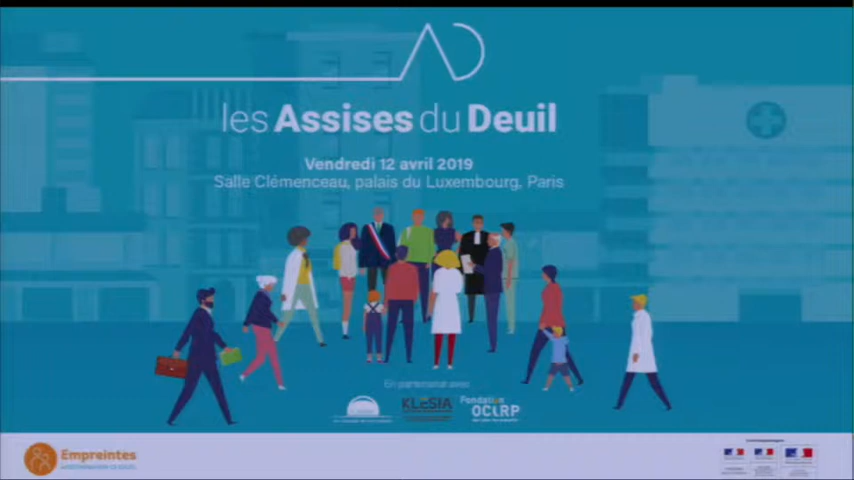 les Assises du Deuil
Vendredi 12 avril 2019
Salle Clémenceau, palais du Luxembourg, Paris
En partenariat avec
KLESIA
Fondation
OCIRP
Empreintes